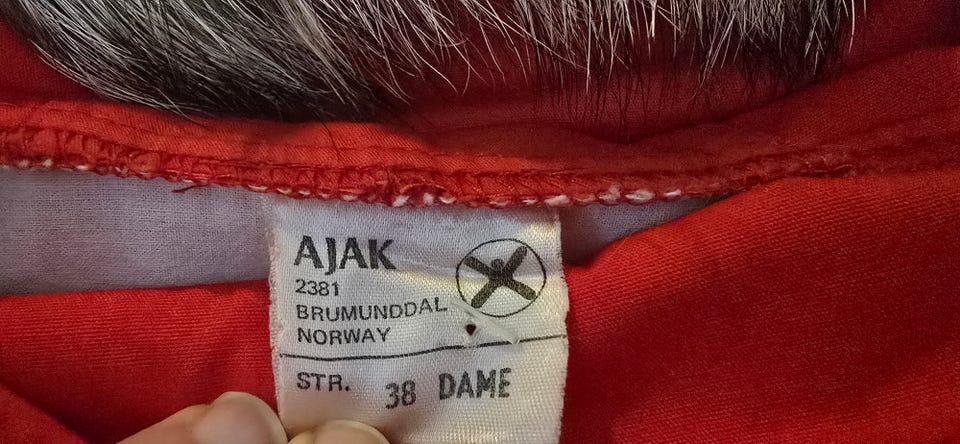 AJAK
2381
BRUMUNDDAL
NORWAY
STR. 38 DAME